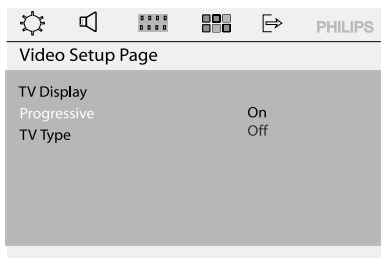 PHILIPS
Video Setup Page
TV Display
Progressive On
TV Type Off